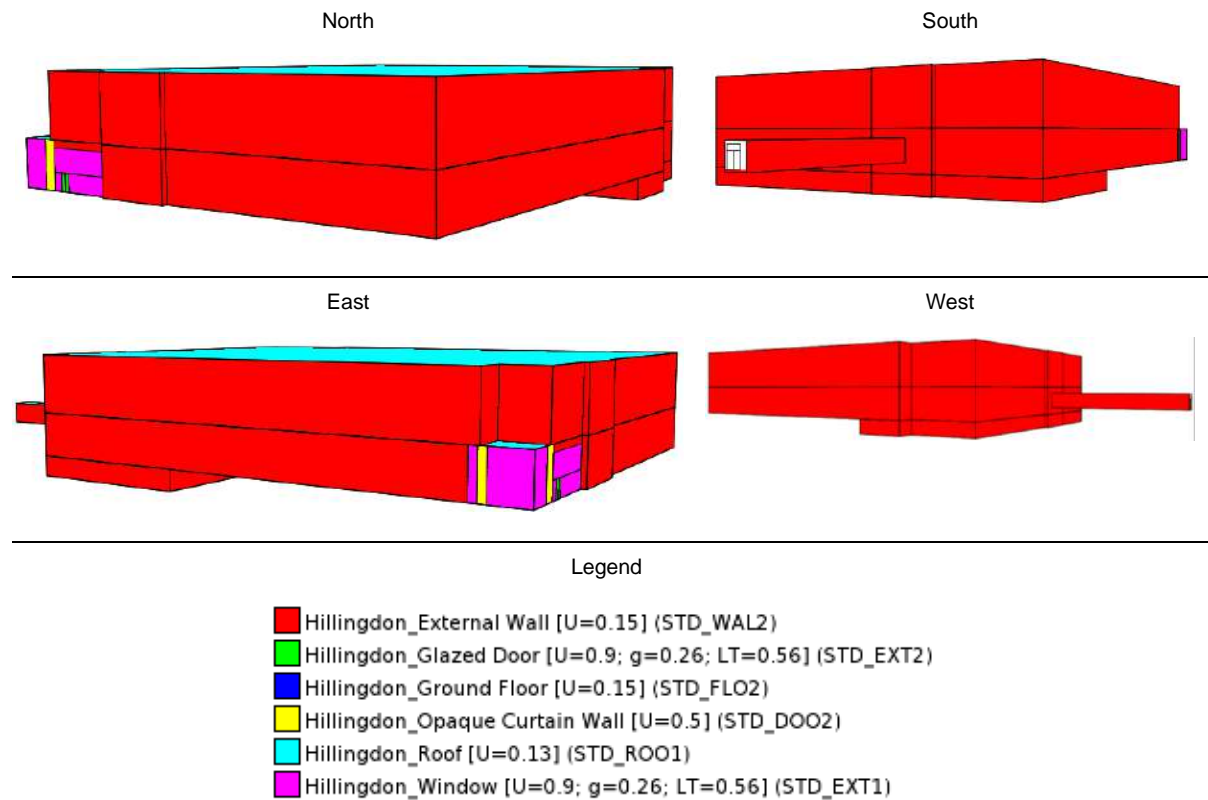 North
South
East
West
Legend
Hillingdon_External Wall [U=0.15] (STD_WAL2)
Hillingdon_Glazed Door [U=0.9; g=0.26; LT=0.56] (STD_EXT2)
Hillingdon_Ground Floor [U=0.15] (STD_FLO2)
Hillingdon_Opaque Curtain Wall [U=0.5] (STD_DOO2)
Hillingdon_Roof [U=0.13] (STD_ROO1)
Hillingdon_Window [U=0.9; g=0.26; LT=0.56] (STD_EXT1)